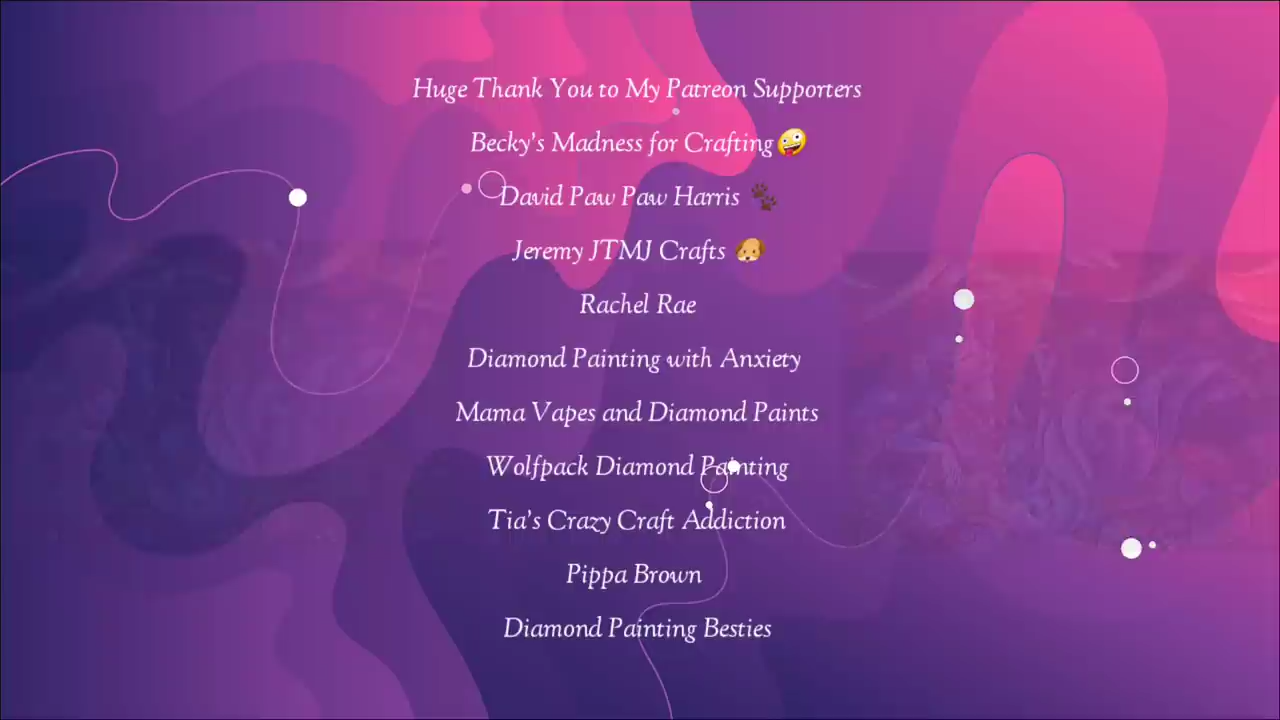 Huge Thank You to My Patreon Supporters
Becky's Madness for Crafting🤪
David Paw Paw Harris 🐾
Jeremy JTMJ Crafts 🐶
Rachel Rae
Diamond Painting with Anxiety
Mama Vapes and Diamond Paints
Wolfpack Diamond Painting
Tia's Crazy Craft Addiction
Pippa Brown
Diamond Painting Besties